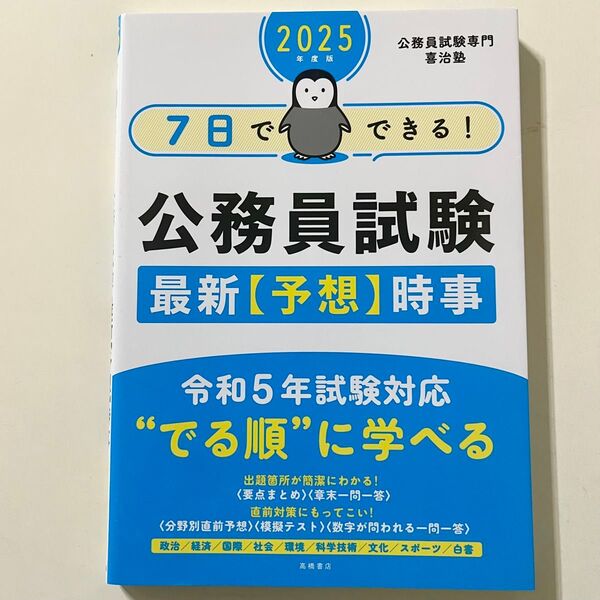 2025
年度版
公務員試験専門
喜治塾
7日で できる！
公務員試験
最新【予想】時事
令和5年試験対応
“でる順”に学べる
出題箇所が簡潔にわかる！
〈要点まとめ〉〈章末一問一答〉
直前対策にもってこい！
〈分野別直前予想〉〈模擬テスト〉〈数字が問われる一問一答〉
政治／経済／国際／社会／環境／科学技術／文化／スポーツ／白書
高橋書店